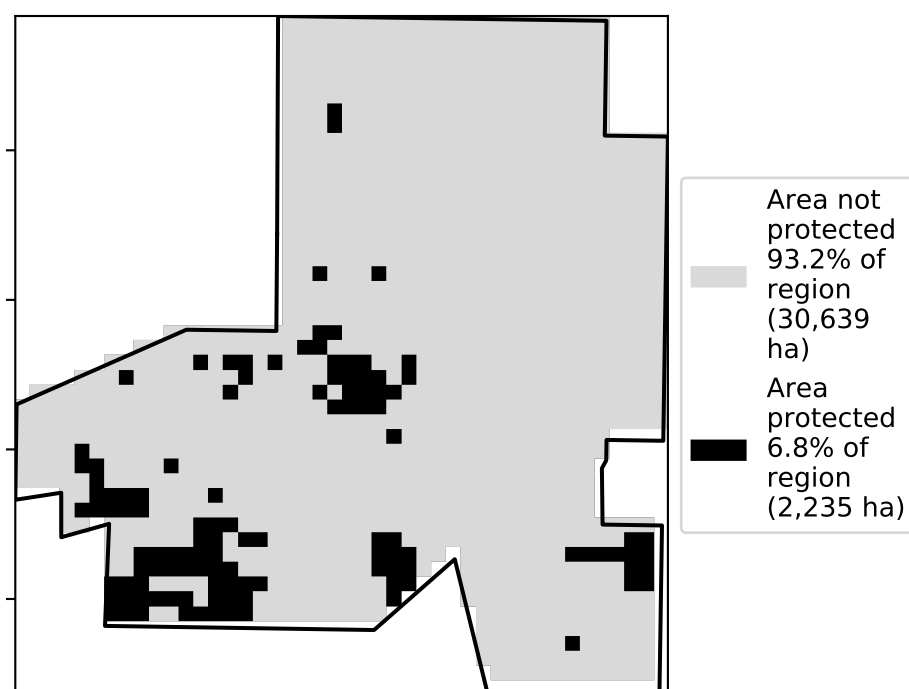 Area not
protected
93.2% of
region
(30,639
ha)
Area
protected
6.8% of
region
(2,235 ha)